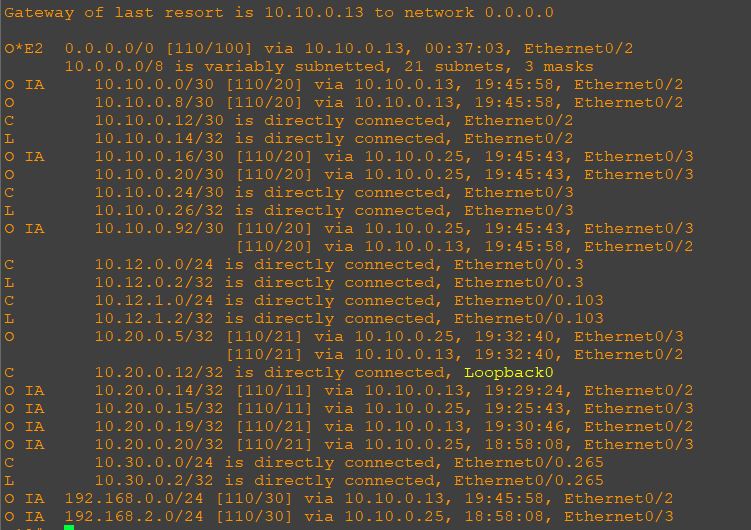 Gateway of last resort is 10.10.0.13 to network 0.0.0.0
O*E2  0.0.0.0/0 [110/100] via 10.10.0.13, 00:37:03, Ethernet0/2
      10.0.0.0/8 is variably subnetted, 21 subnets, 3 masks
O IA     10.10.0.0/30 [110/20] via 10.10.0.13, 19:45:58, Ethernet0/2
O        10.10.0.8/30 [110/20] via 10.10.0.13, 19:45:58, Ethernet0/2
C        10.10.0.12/30 is directly connected, Ethernet0/2
L        10.10.0.14/32 is directly connected, Ethernet0/2
O IA     10.10.0.16/30 [110/20] via 10.10.0.25, 19:45:43, Ethernet0/3
O        10.10.0.20/30 [110/20] via 10.10.0.25, 19:45:43, Ethernet0/3
C        10.10.0.24/30 is directly connected, Ethernet0/3
L        10.10.0.26/32 is directly connected, Ethernet0/3
O IA     10.10.0.92/30 [110/20] via 10.10.0.25, 19:45:43, Ethernet0/3
                       [110/20] via 10.10.0.13, 19:45:58, Ethernet0/2
C        10.12.0.0/24 is directly connected, Ethernet0/0.3
L        10.12.0.2/32 is directly connected, Ethernet0/0.3
C        10.12.1.0/24 is directly connected, Ethernet0/0.103
L        10.12.1.2/32 is directly connected, Ethernet0/0.103
O        10.20.0.5/32 [110/21] via 10.10.0.25, 19:32:40, Ethernet0/3
                      [110/21] via 10.10.0.13, 19:32:40, Ethernet0/2
C        10.20.0.12/32 is directly connected, Loopback0
O IA     10.20.0.14/32 [110/11] via 10.10.0.13, 19:29:24, Ethernet0/2
O IA     10.20.0.15/32 [110/11] via 10.10.0.25, 19:25:43, Ethernet0/3
O IA     10.20.0.19/32 [110/21] via 10.10.0.13, 19:30:46, Ethernet0/2
O IA     10.20.0.20/32 [110/21] via 10.10.0.25, 18:58:08, Ethernet0/3
C        10.30.0.0/24 is directly connected, Ethernet0/0.265
L        10.30.0.2/32 is directly connected, Ethernet0/0.265
O IA  192.168.0.0/24 [110/30] via 10.10.0.13, 19:45:58, Ethernet0/2
O IA  192.168.2.0/24 [110/30] via 10.10.0.25, 18:58:08, Ethernet0/3